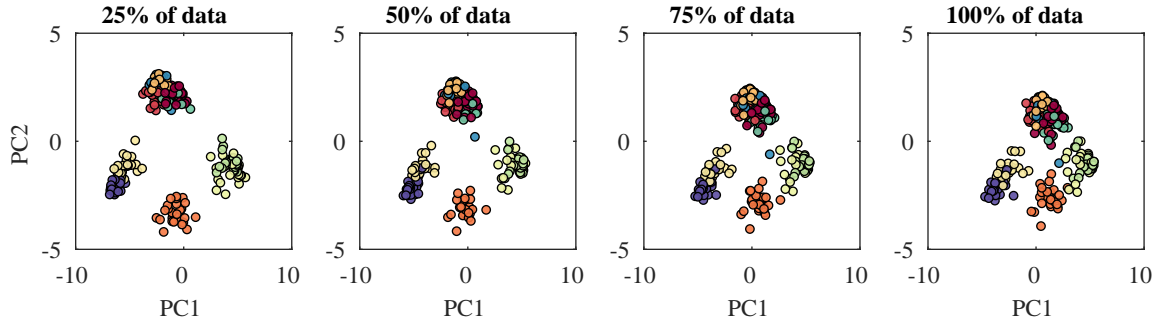 25% of data 50% of data 75% of data 100% of data
PC2
5 5 5 5
0 0 0 0
-5 -5 -5 -5
-10 0 10 -10 0 10 -10 0 10 -10 0 10
PC1 PC1 PC1 PC1